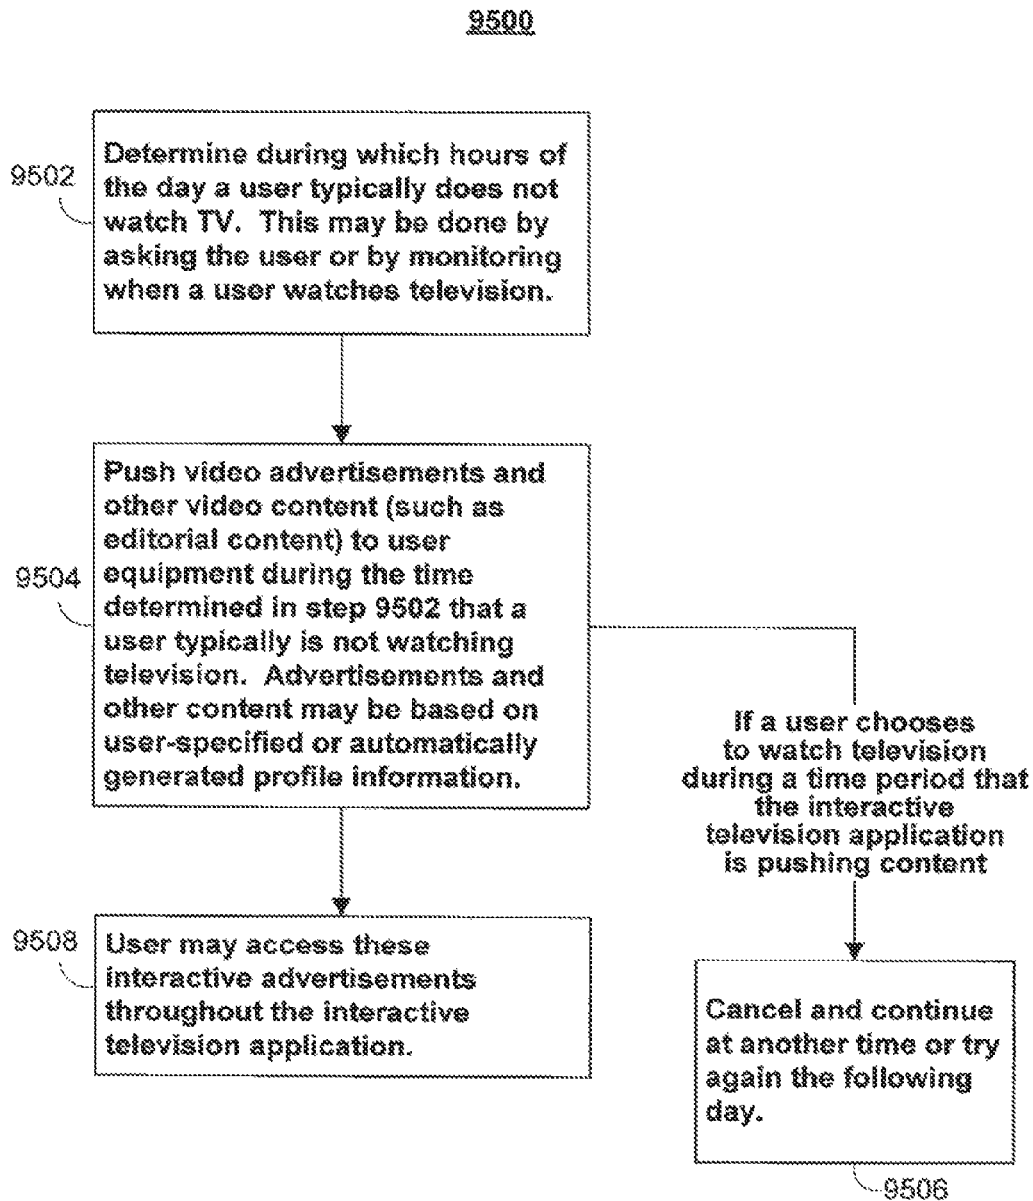 9500
9502
Determine during which hours of
the day a user typically does not
watch TV. This may be done by
asking the user or by monitoring
when a user watches television.
9504
Push video advertisements and
other video content (such as
editorial content) to user
equipment during the time
determined in step 9502 that a
user typically is not watching
television. Advertisements and
other content may be based on
user-specified or automatically
generated profile information.
If a user chooses
to watch television
during a time period that
the interactive
television application
is pushing content
9508
User may access these
interactive advertisements
throughout the interactive
television application.
Cancel and continue
at another time or try
again the following
day.
9506